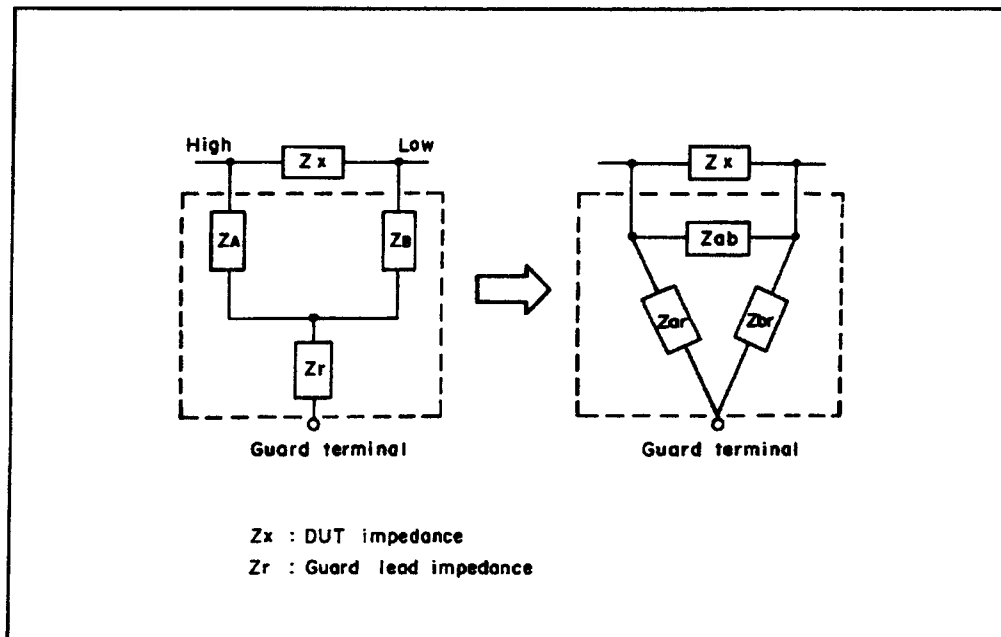 High Zx Low
ZA ZB
Zr
Guard terminal
Zx
Zab
Zar Zbr
Guard terminal
Zx : DUT impedance
Zr : Guard lead impedance